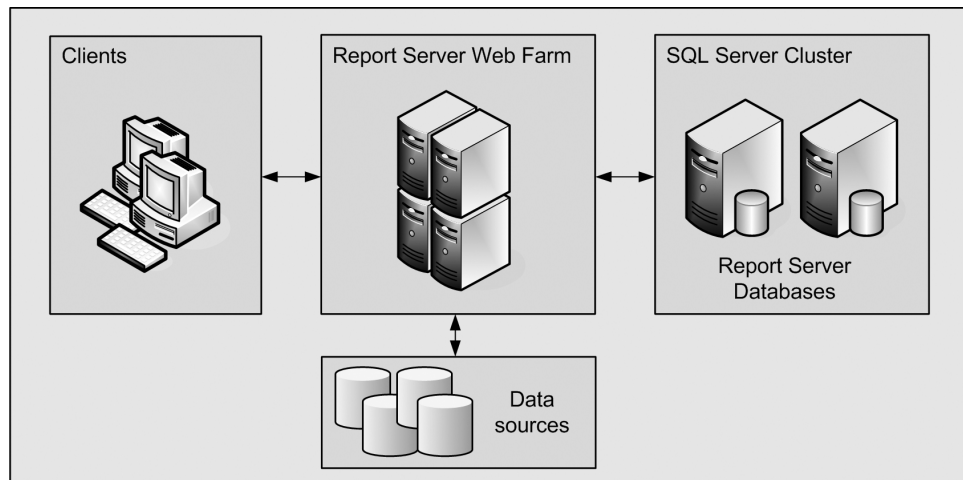 Clients
Report Server Web Farm
SQL Server Cluster
Report Server
Databases
Data
sources